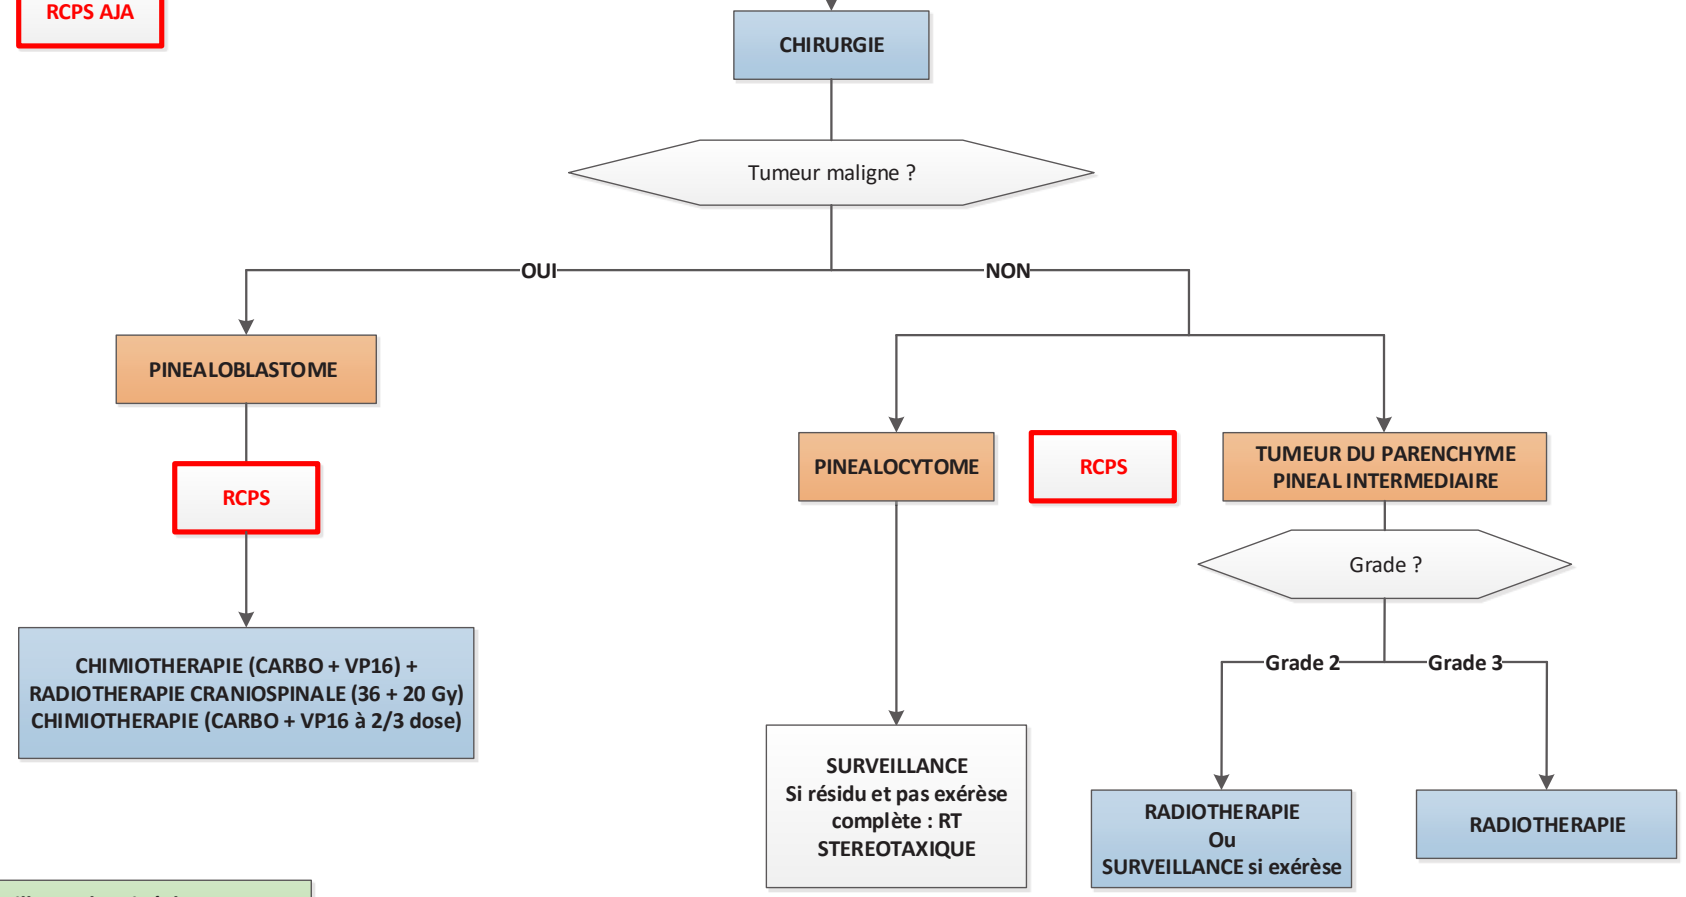 RCPS AJA
CHIRURGIE
Tumeur maligne ?
OUI
NON
PINEALOBLASTOME
RCPS
CHIMIOTHERAPIE (CARBO + VP16) +
RADIOTHERAPIE CRANIOSPINALE (36 + 20 Gy)
CHIMIOTHERAPIE (CARBO + VP16 à 2/3 dose)
PINEALOCYTOME
RCPS
TUMEUR DU PARENCHYME
PINEAL INTERMEDIAIRE
Grade ?
Grade 2
Grade 3
SURVEILLANCE
Si résidu et pas exérèse
complète : RT
STEREOTAXIQUE
RADIOTHERAPIE
Ou
SURVEILLANCE si exérèse
RADIOTHERAPIE